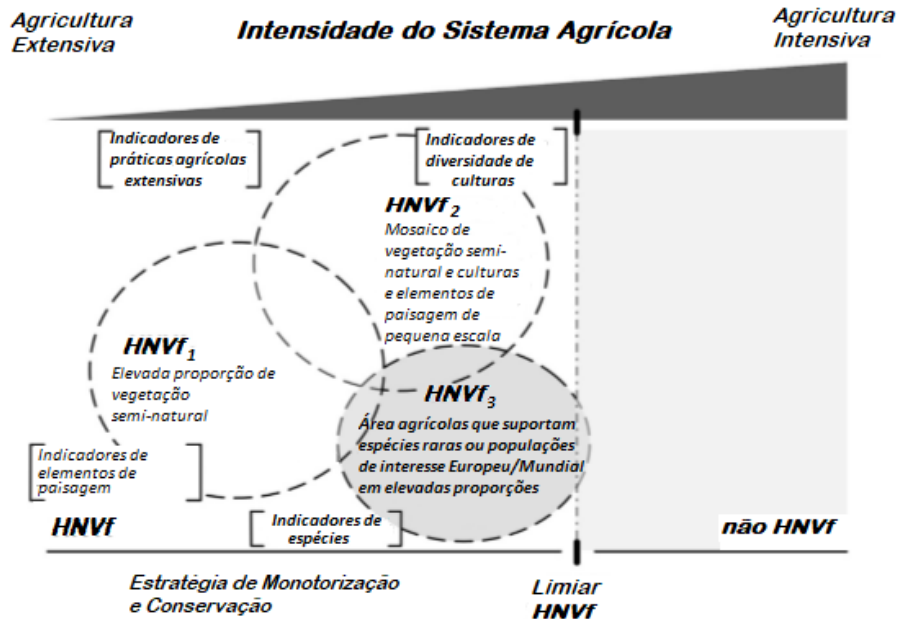 Agricultura
Extensiva
Intensidade do Sistema Agrícola
Agricultura
Intensiva
Indicadores de
práticas agrícolas
extensivas
Indicadores de
diversidade de
culturas
HNVf2
Mosaico de
vegetação semi-
natural e culturas
e elementos de
paisagem de
pequena escala
HNVf1
Elevada proporção de
vegetação
semi-natural
HNVf3
Área agrícolas que suportam
espécies raras ou populações
de interesse Europeu/Mundial
em elevadas proporções
Indicadores de
elementos de
paisagem
Indicadores de
espécies
HNVf
não HNVf
Estratégia de Monotorização
e Conservação
Limiar
HNVf